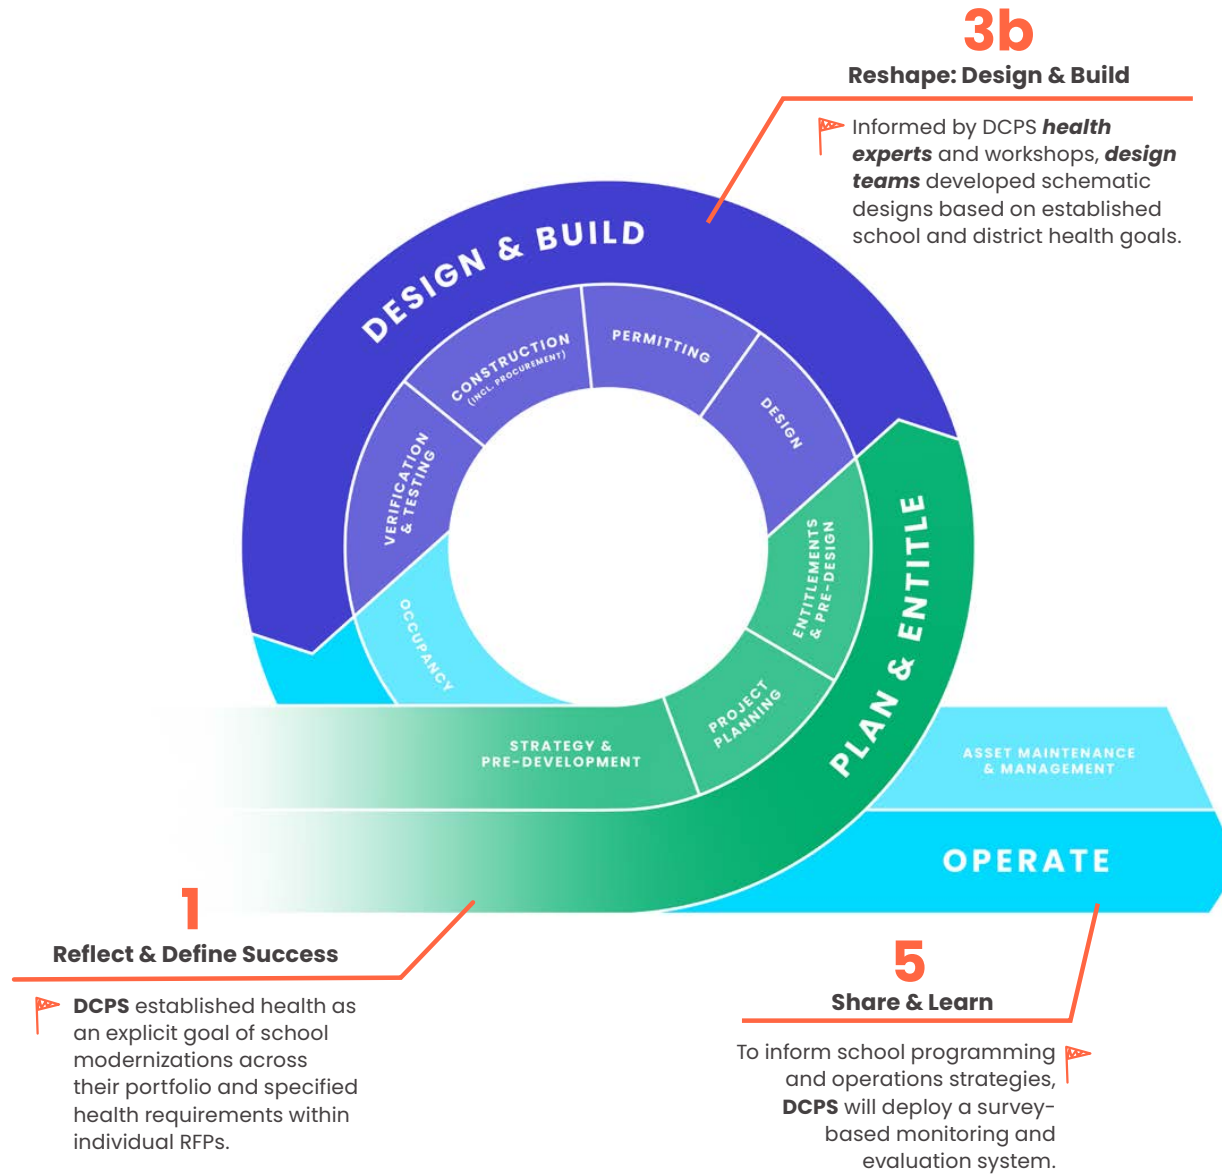 3b
Reshape: Design & Build
Informed by DCPS health
experts and workshops, design
teams developed schematic
designs based on established
school and district health goals.
DESIGN & BUILD
CONSTRUCTION
(INCL. PROCUREMENT)
PERMITTING
DESIGN
VERIFICATION
& TESTING
ENTITLEMENTS
& PRE-DESIGN
PLAN & ENTITLE
OCCUPANCY
PROJECT
PLANNING
STRATEGY &
PRE-DEVELOPMENT
ASSET MAINTENANCE
& MANAGEMENT
OPERATE
1
Reflect & Define Success
DCPS established health as
an explicit goal of school
modernizations across
their portfolio and specified
health requirements within
individual RFPs.
5
Share & Learn
To inform school programming
and operations strategies,
DCPS will deploy a survey-
based monitoring and
evaluation system.